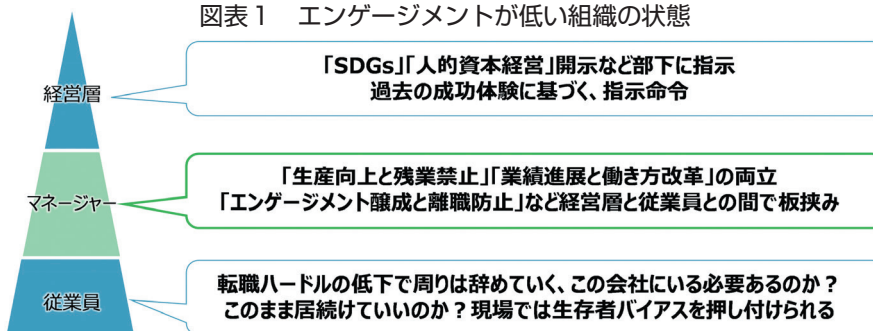 図表1　エンゲージメントが低い組織の状態
経営層
「SDGs」「人的資本経営」開示など部下に指示
過去の成功体験に基づく、指示命令
マネージャー
「生産向上と残業禁止」「業績進展と働き方改革」の両立
「エンゲージメント醸成と離職防止」など経営層と従業員との間で板挟み
従業員
転職ハードルの低下で周りは辞めていく、この会社にいる必要あるのか？
このまま居続けていいのか？現場では生存者バイアスを押し付けられる